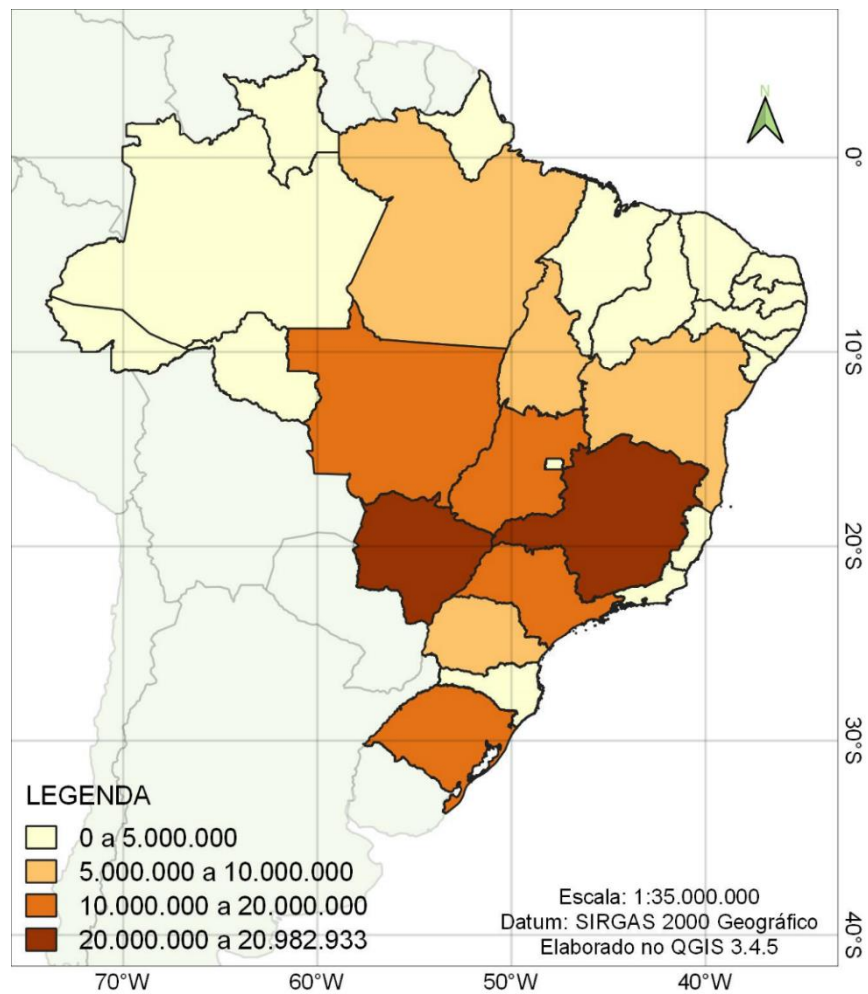 N
0°
10°S
20°S
30°S
40°S
LEGENDA
0 a 5.000.000
5.000.000 a 10.000.000
10.000.000 a 20.000.000
20.000.000 a 20.982.933
Escala: 1:35.000.000
Datum: SIRGAS 2000 Geográfico
Elaborado no QGIS 3.4.5
70°W 60°W 50°W 40°W